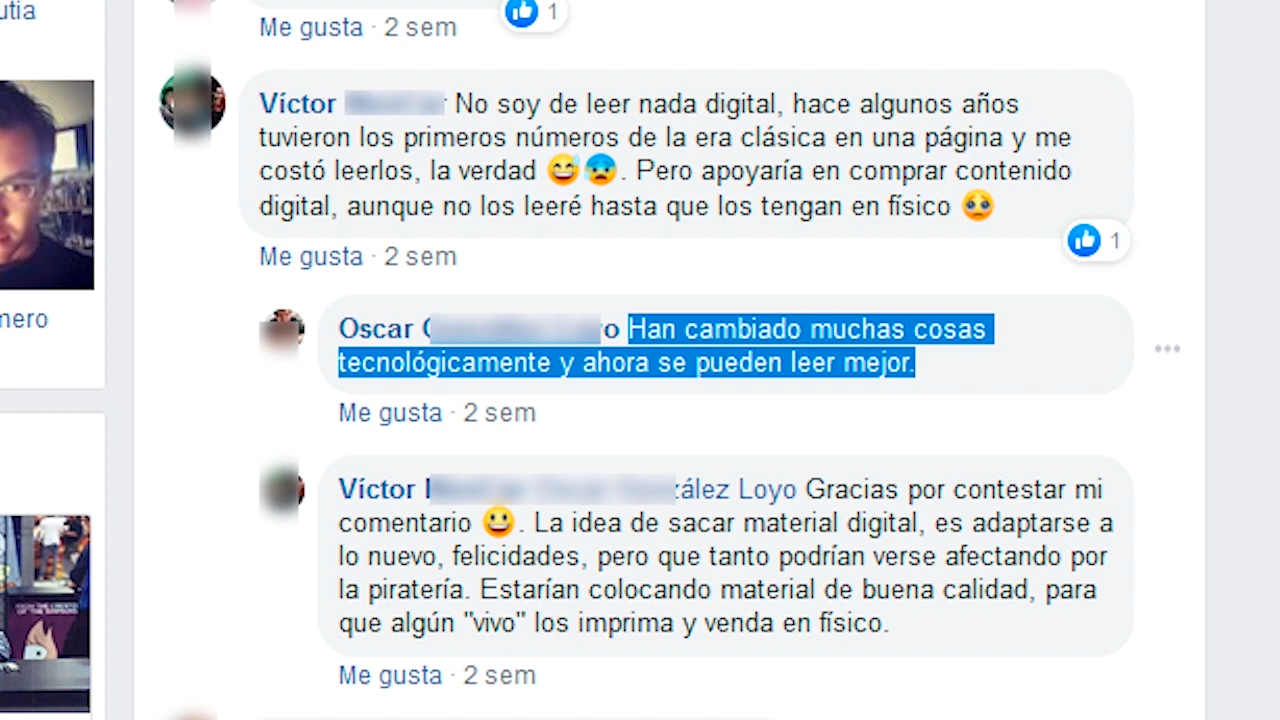 utia
Me gusta · 2 sem
1
Víctor No soy de leer nada digital, hace algunos años
tuvieron los primeros números de la era clásica en una página y me
costó leerlos, la verdad 😅😰. Pero apoyaría en comprar contenido
digital, aunque no los leeré hasta que los tengan en físico 🥺
1
Me gusta · 2 sem
mero
Oscar Han cambiado muchas cosas
tecnológicamente y ahora se pueden leer mejor.
Me gusta · 2 sem
Víctor zález Loyo Gracias por contestar mi
comentario 😀. La idea de sacar material digital, es adaptarse a
lo nuevo, felicidades, pero que tanto podrían verse afectando por
la piratería. Estarían colocando material de buena calidad, para
que algún "vivo" los imprima y venda en físico.
Me gusta · 2 sem